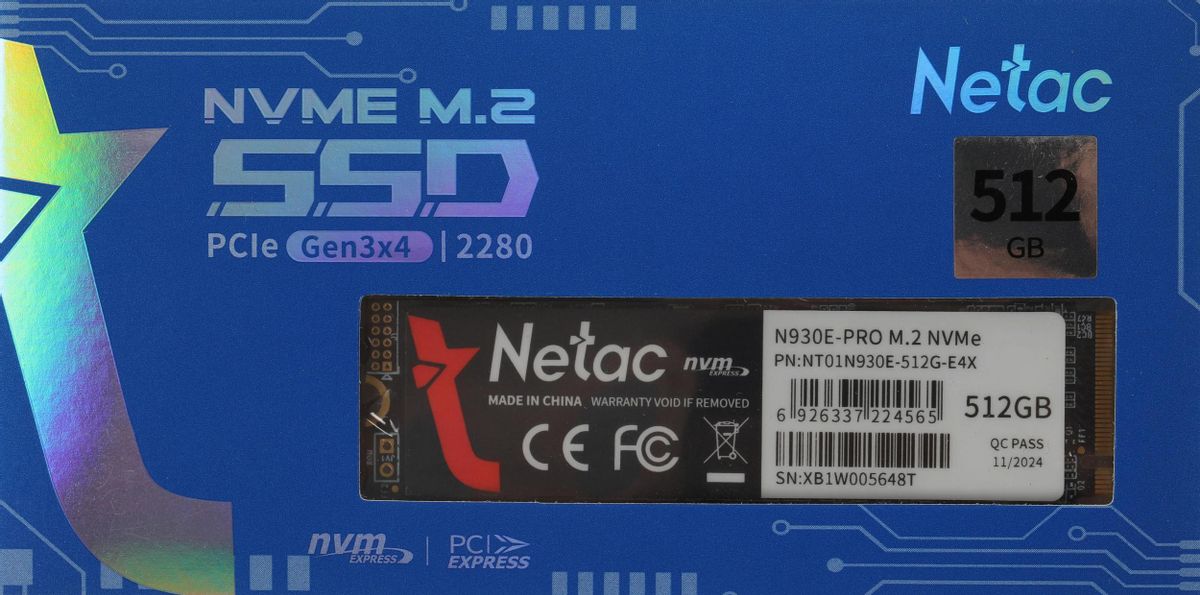 NVME M.2
SSD
PCIe Gen3x4 | 2280
Netac
512
GB
Netac
nvm
EXPRESS
MADE IN CHINA WARRANTY VOID IF REMOVED
CE FC
N930E-PRO M.2 NVMe
PN:NT01N930E-512G-E4X
6 926337 224565
512GB
QC PASS
11/2024
SN:XB1W005648T
nvm
EXPRESS
PCI
EXPRESS